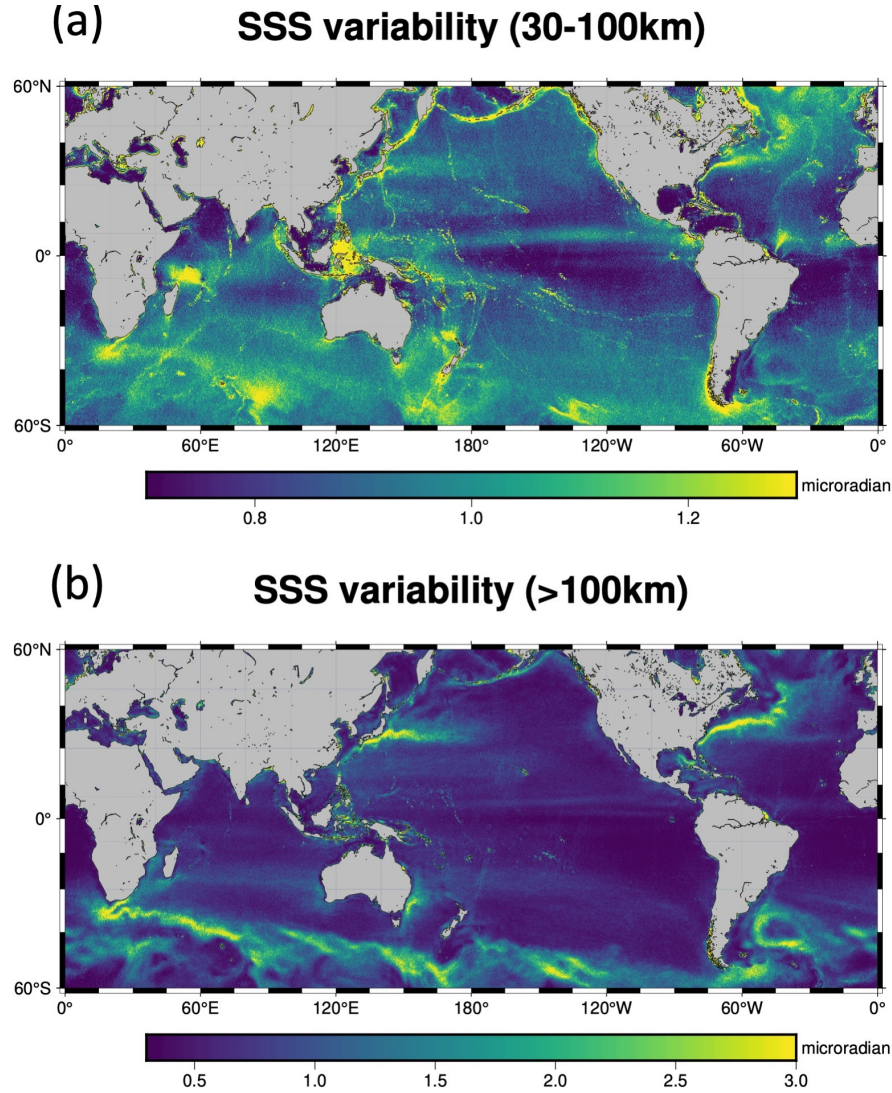 (a)
SSS variability (30-100km)
60°N
0°
60°S
0° 60°E 120°E 180° 120°W 60°W 0°
microradian
0.8 1.0 1.2
(b)
SSS variability (>100km)
60°N
0°
60°S
0° 60°E 120°E 180° 120°W 60°W 0°
microradian
0.5 1.0 1.5 2.0 2.5 3.0